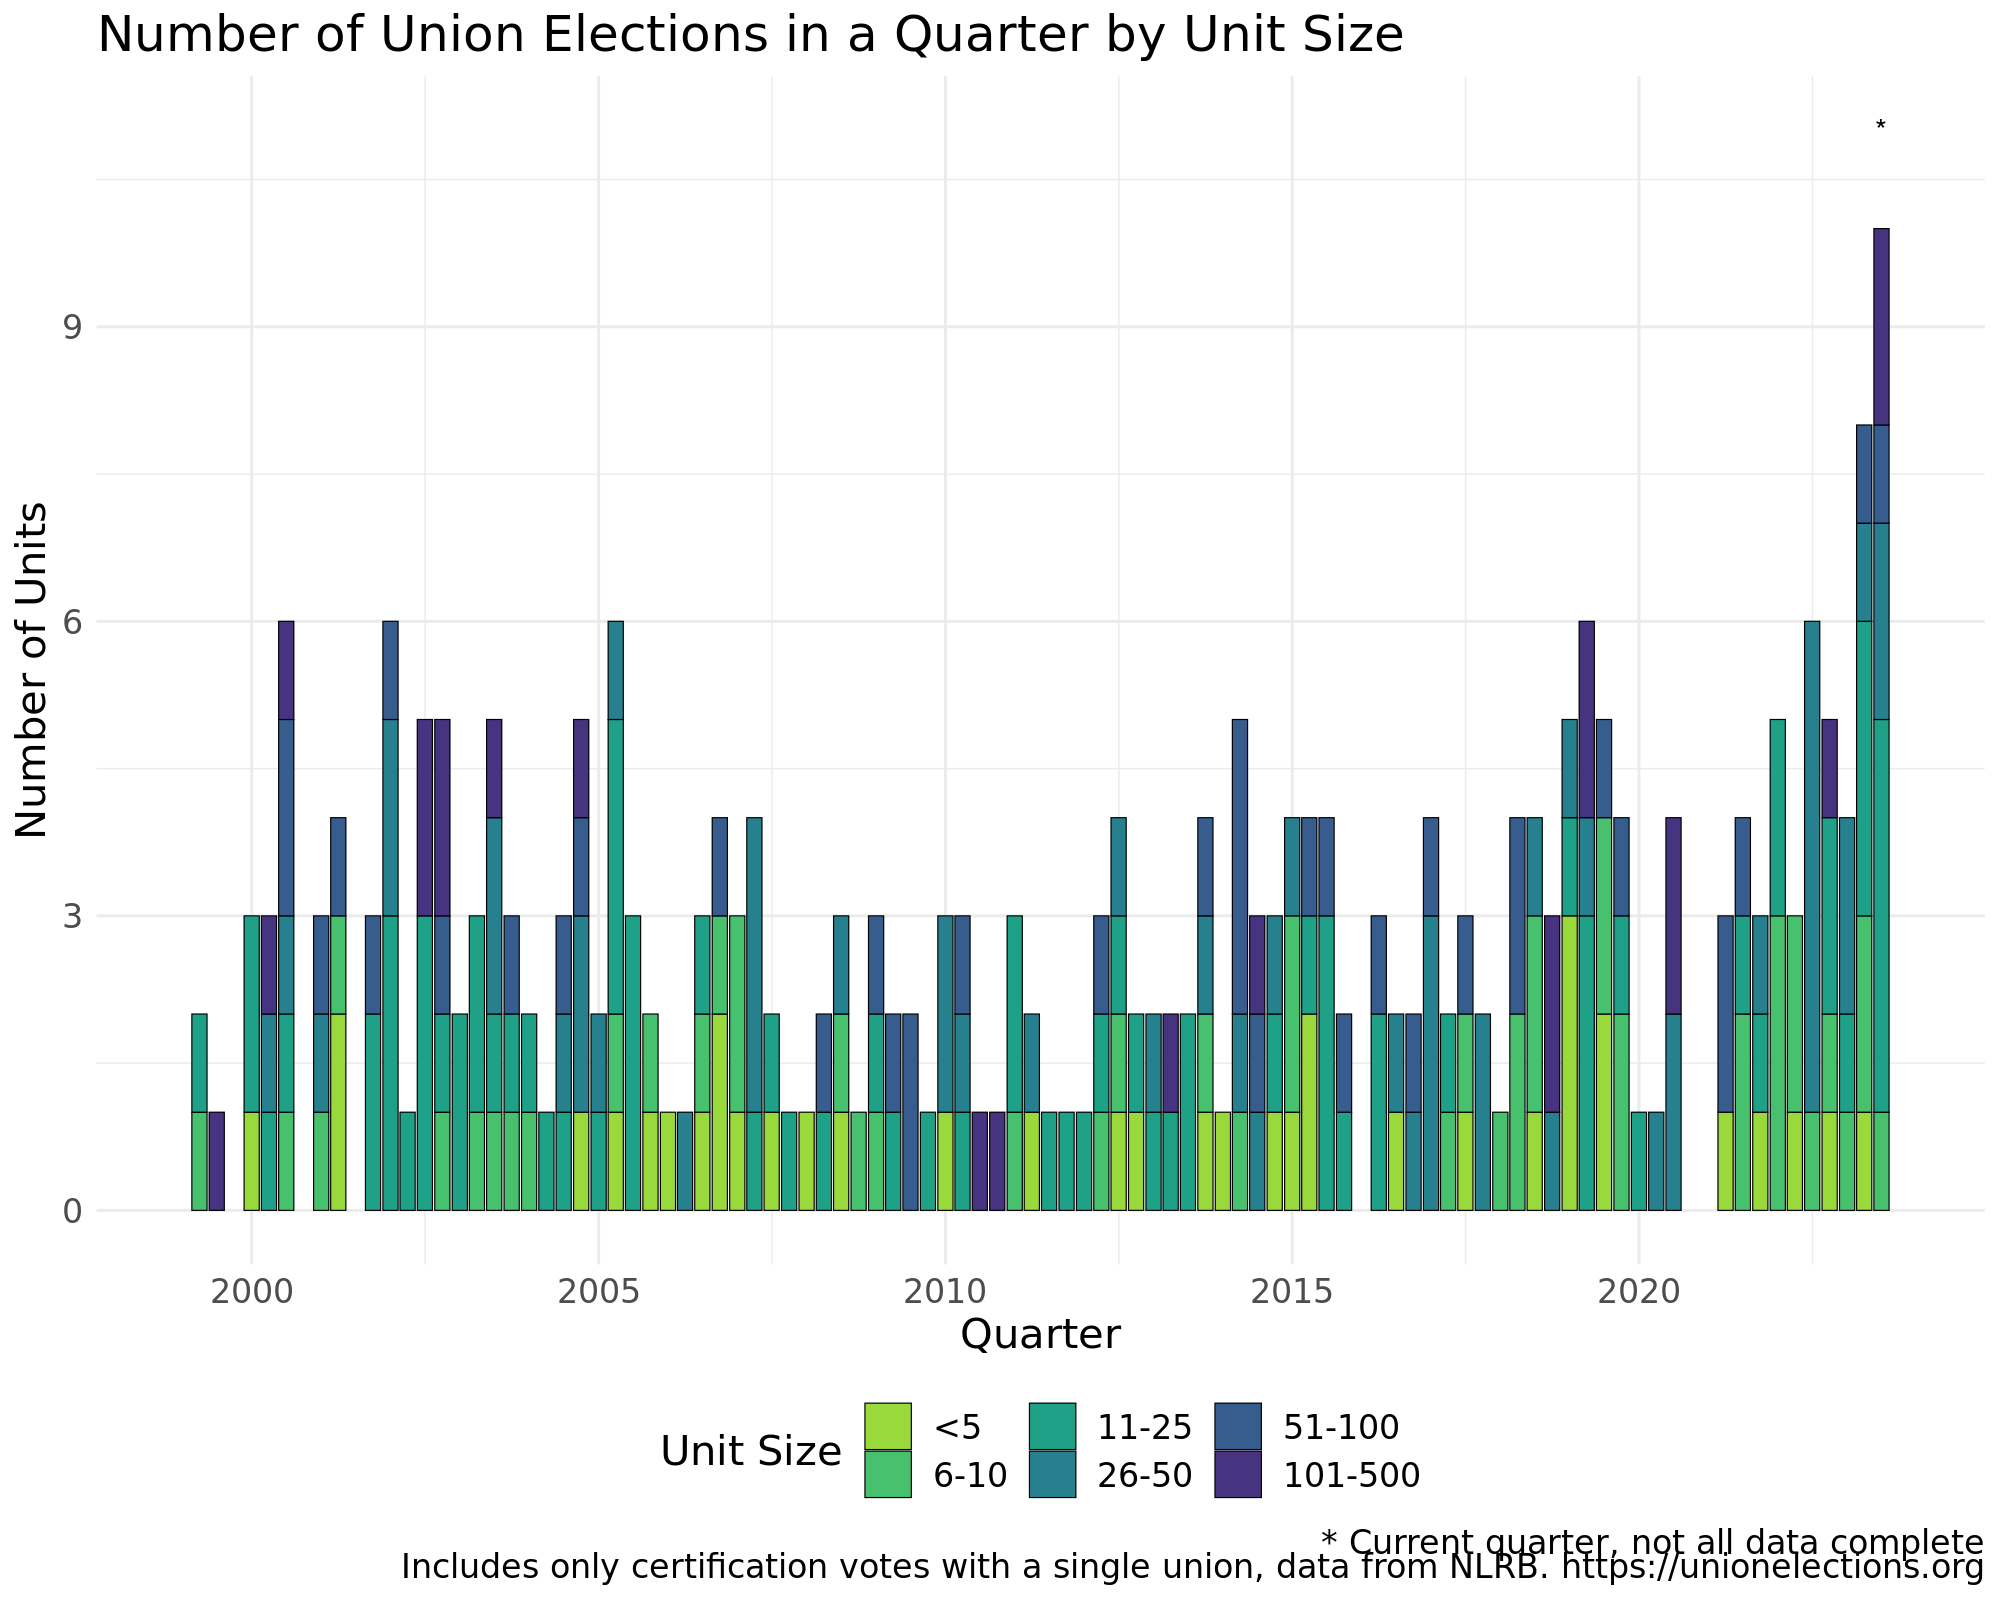 Number of Union Elections in a Quarter by Unit Size
*
9
6
3
0
Number of Units
2000 2005 2010 2015 2020
Quarter
Unit Size
<5 11-25 51-100
6-10 26-50 101-500
* Current quarter, not all data complete
Includes only certification votes with a single union, data from NLRB. https://unionelections.org